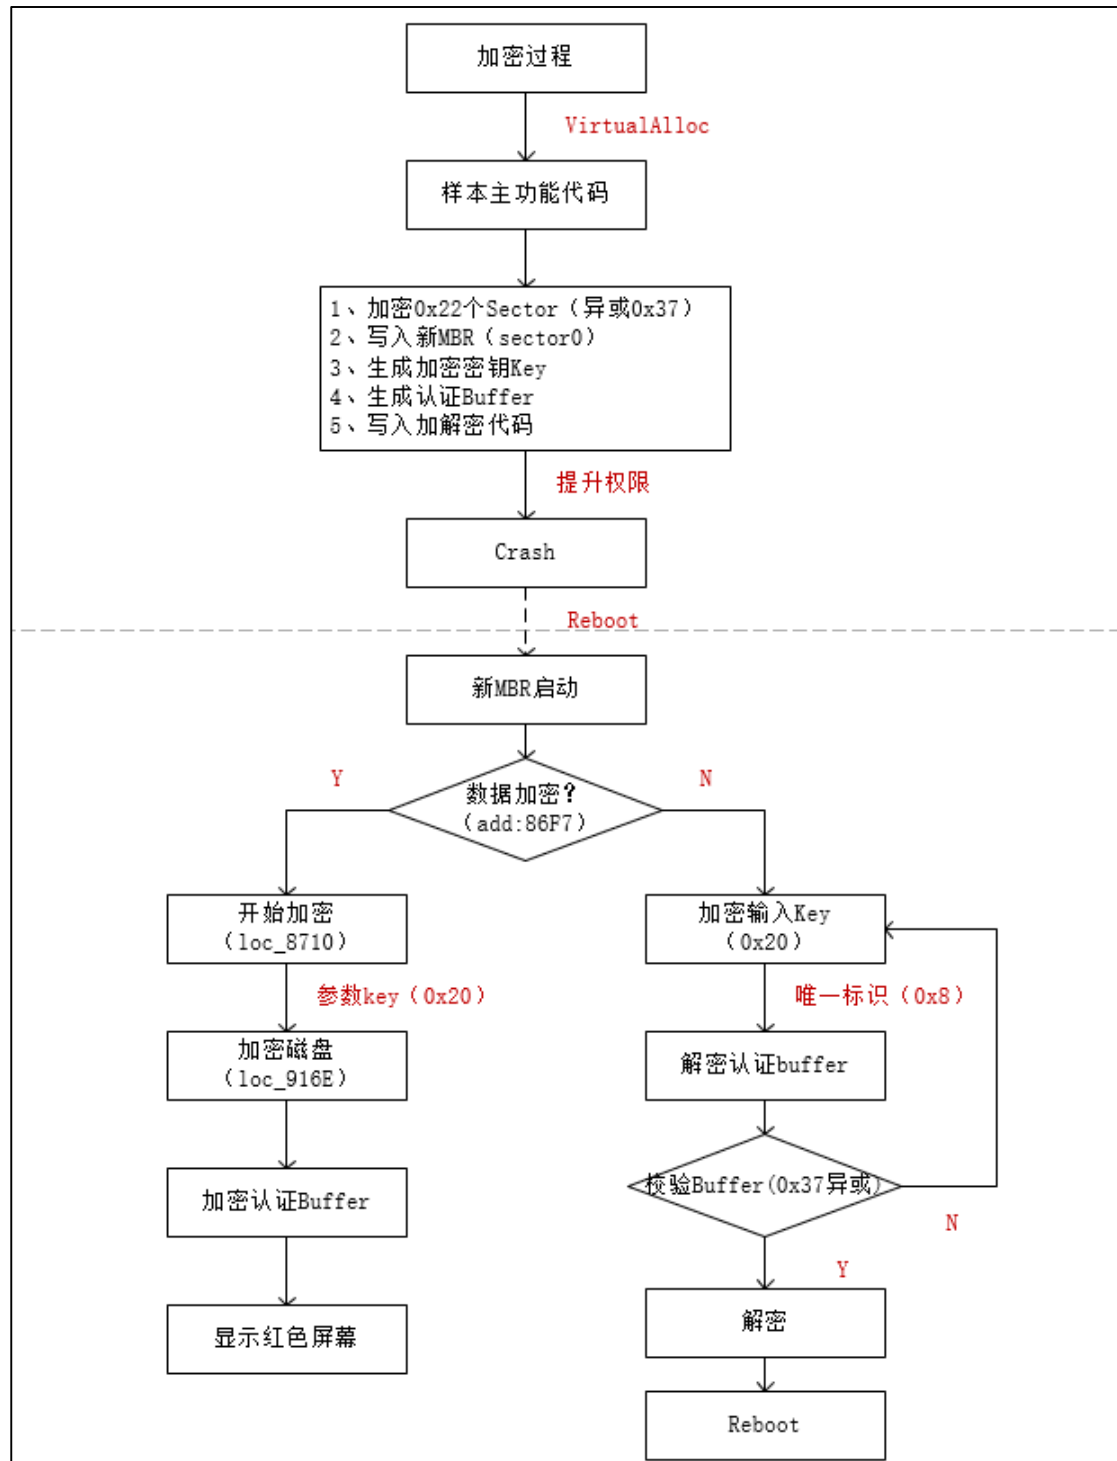 加密过程
VirtualAlloc
样本主功能代码
1、加密0x22个Sector（异或0x37）
2、写入新MBR（sector0）
3、生成加密密钥Key
4、生成认证Buffer
5、写入加解密代码
提升权限
Crash
Reboot
新MBR启动
Y
N
数据加密？
（add:86F7）
开始加密
（loc_8710）
加密输入Key
（0x20）
参数key（0x20）
唯一标识（0x8）
加密磁盘
（loc_916E）
解密认证buffer
加密认证Buffer
校验Buffer(0x37异或)
N
Y
显示红色屏幕
解密
Reboot